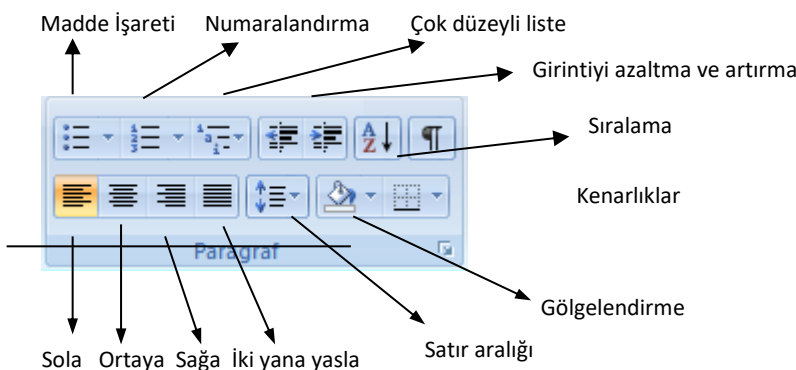 Madde İşareti Numaralandırma Çok düzeyli liste
Girintiyi azaltma ve artırma
Sıralama
Kenarlıklar
Paragraf
Gölgelendirme
Satır aralığı
Sola Ortaya Sağa İki yana yasla